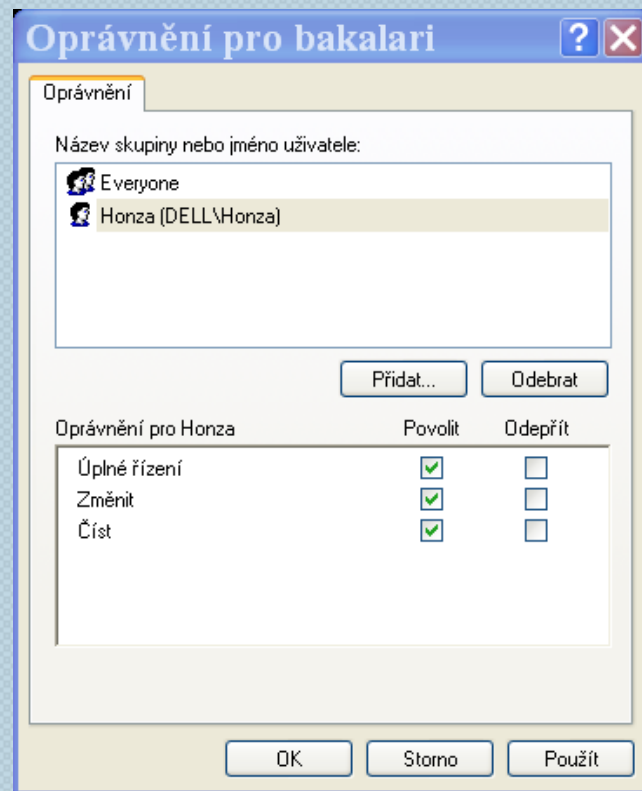 Oprávnění pro bakalari
Oprávnění
Název skupiny nebo jméno uživatele:
Everyone
Honza (DELL\Honza)
Přidat... Odebrat
Oprávnění pro Honza Povolit Odepřít
Úplné řízení
Změnit
Číst
OK Storno Použít